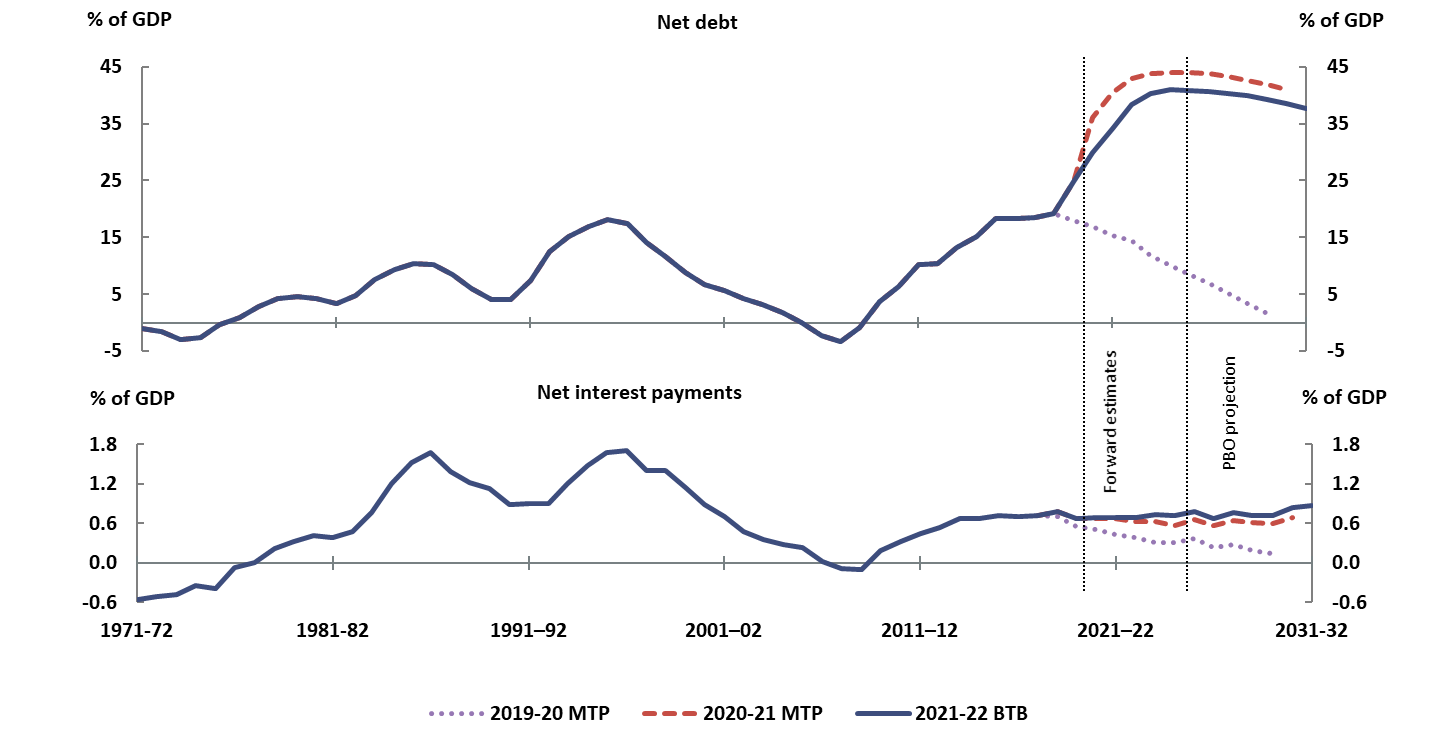 % of GDP
Net debt
% of GDP
45
45
35
35
25
25
15
15
5
5
-5
-5
Forward estimates
PBO projection
% of GDP
Net interest payments
% of GDP
1.8
1.8
1.2
1.2
0.6
0.6
0.0
0.0
-0.6
-0.6
1971-72
1981-82
1991–92
2001–02
2011–12
2021–22
2031-32
2019-20 MTP
2020-21 MTP
2021-22 BTB